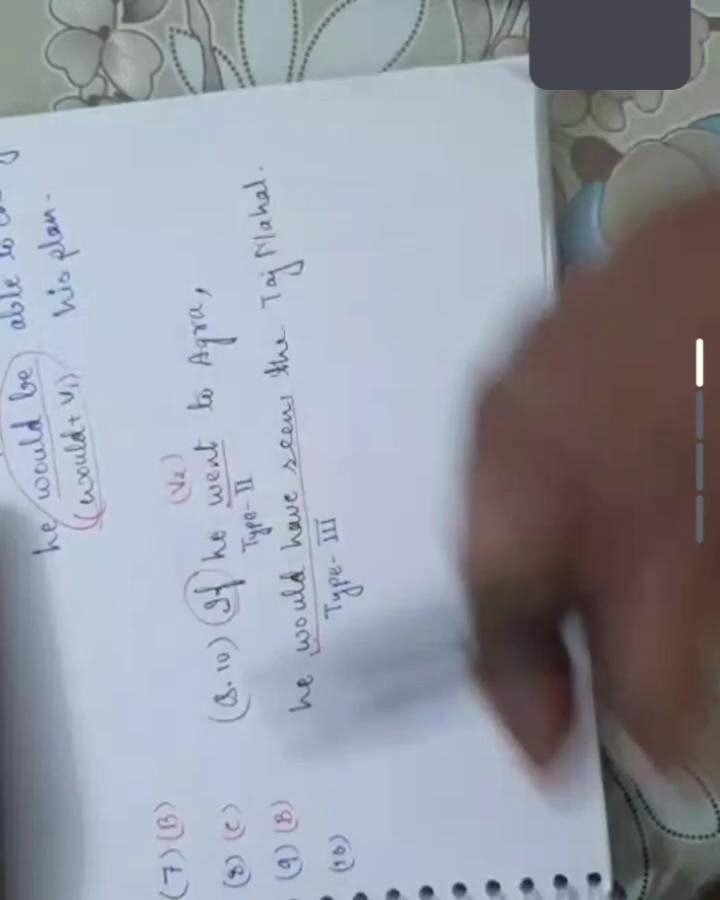 able to
he would be his plan.
(would + V1)
(V2)
(Q.10) If he went to Agra,
Type-II
he would have seen the Taj Mahal.
Type-III
(7) (B)
(8) (C)
(9) (B)
(10)